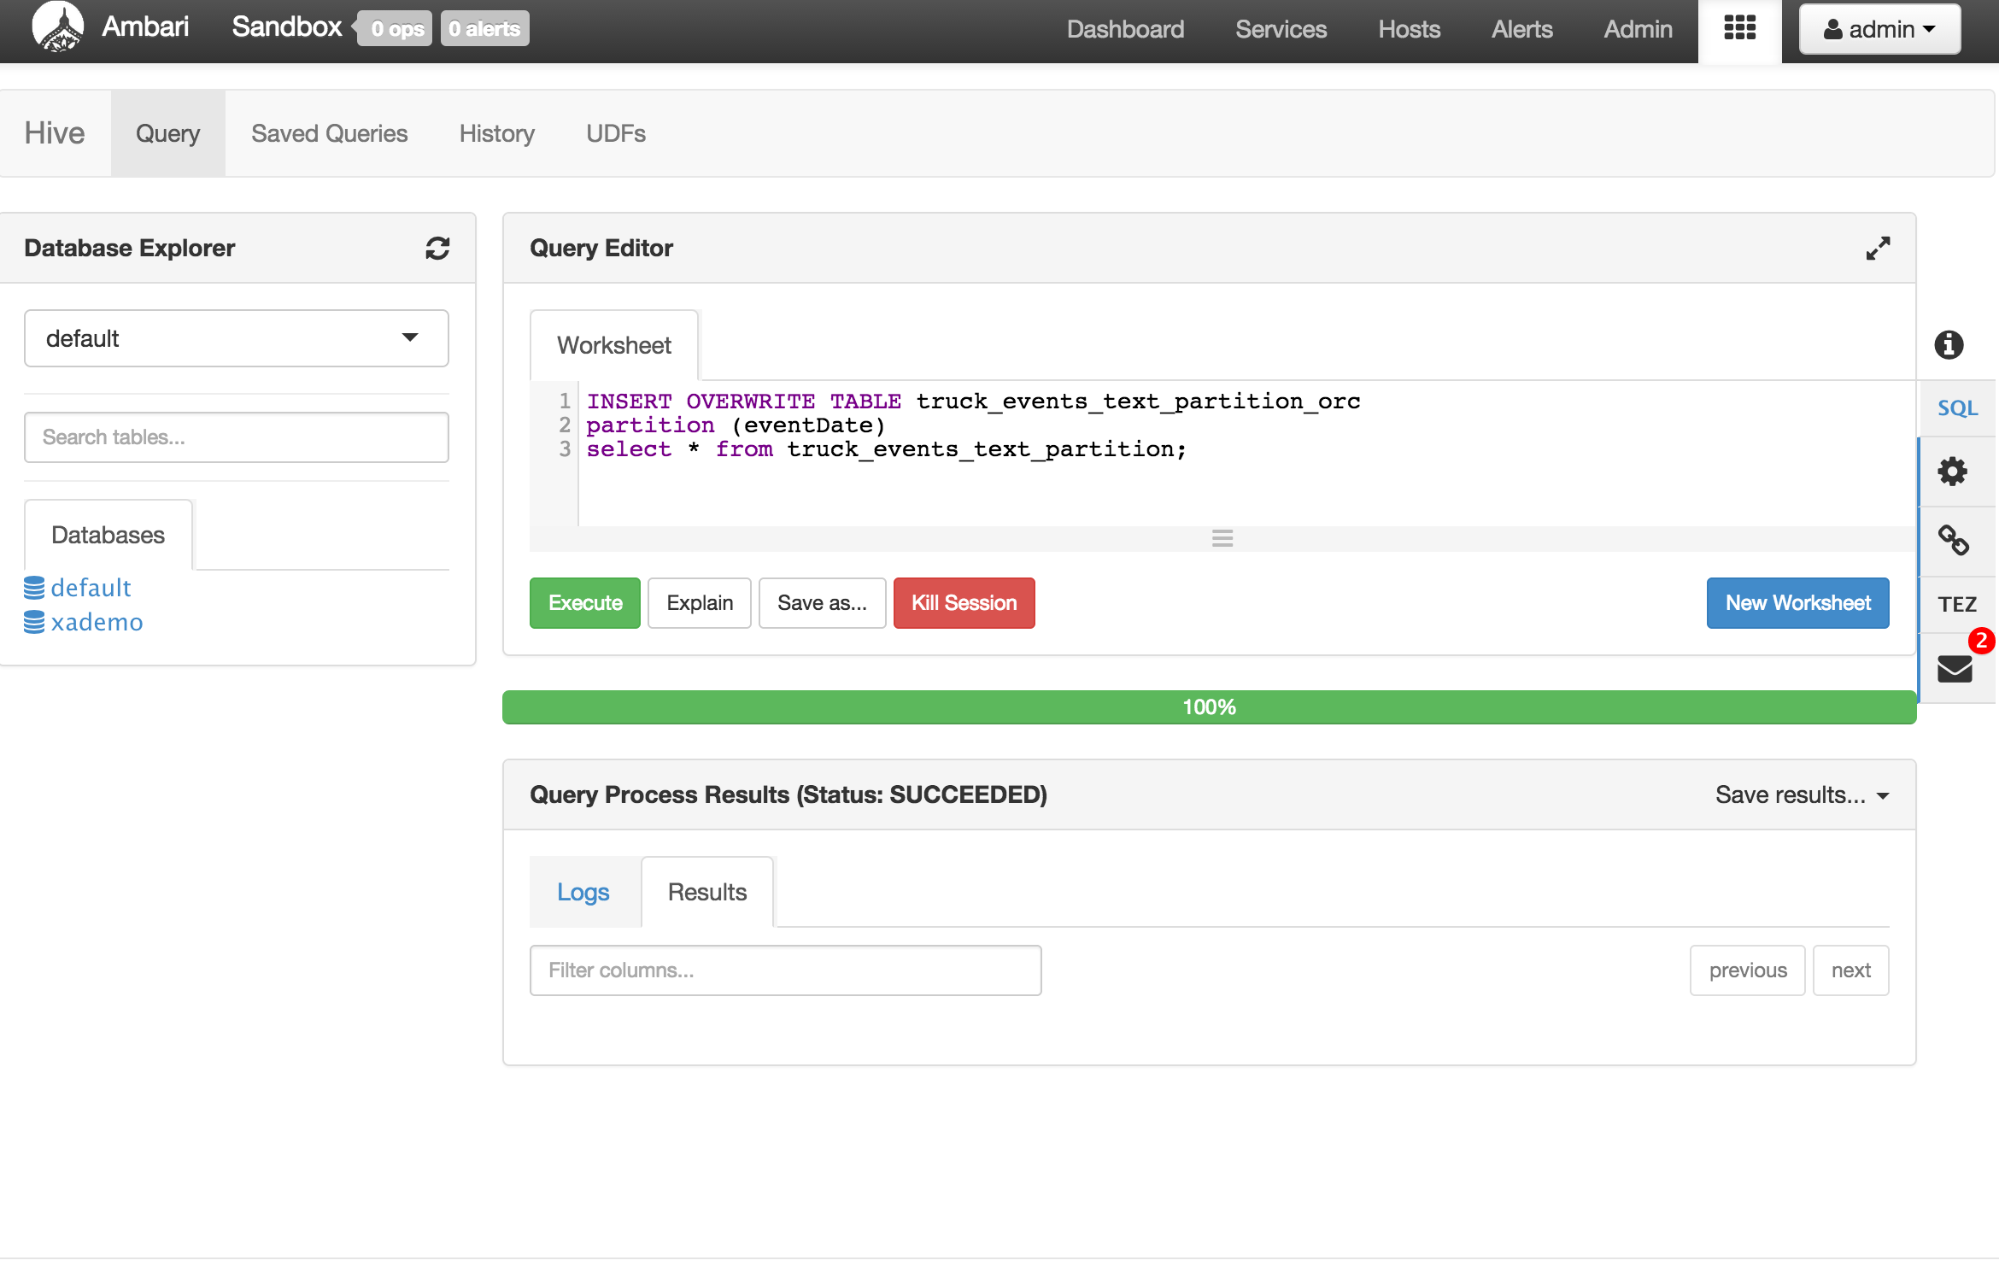 Ambari Sandbox 0 ops 0 alerts Dashboard Services Hosts Alerts Admin admin
Hive Query Saved Queries History UDFs
Database Explorer
default
Search tables...
Databases
default
xademo
Query Editor
Worksheet
1 INSERT OVERWRITE TABLE truck_events_text_partition_orc
2 partition (eventDate)
3 select * from truck_events_text_partition;
Execute Explain Save as... Kill Session New Worksheet
SQL
TEZ
2
100%
Query Process Results (Status: SUCCEEDED) Save results...
Logs Results
Filter columns... previous next